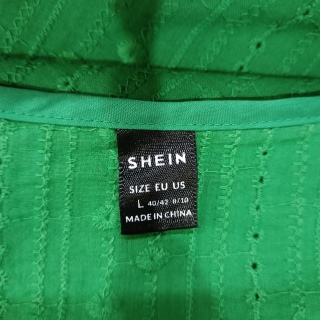 SHEIN
SIZE EU US
L 40/42 8/10
MADE IN CHINA